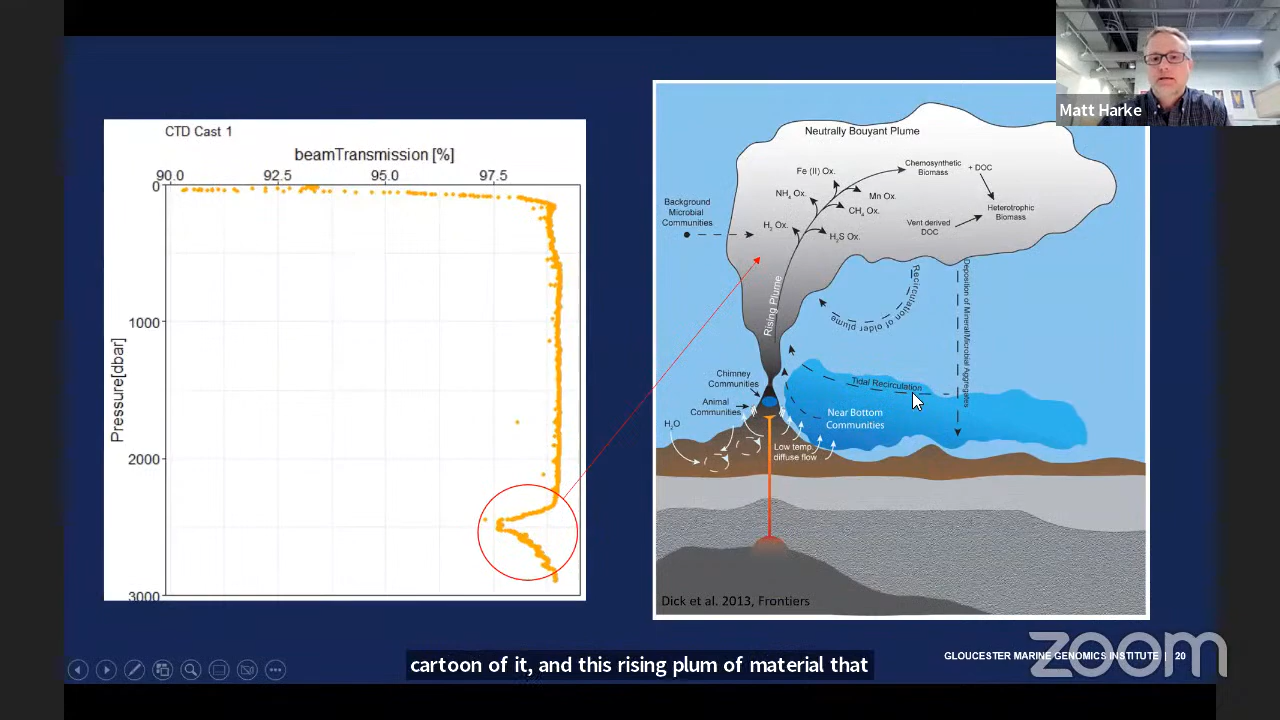 CTD Cast 1
beamTransmission [%]
90.0 92.5 95.0 97.5
0
1000
2000
3000
Pressure[dbar]
Neutrally Bouyant Plume
Fe (II) Ox.
Chemosynthetic
Biomass
+ DOC
NH4 Ox.
Mn Ox.
CH4 Ox.
Heterotrophic
Biomass
Background
Microbial
Communities
H2 Ox.
H2S Ox.
Vent derived
DOC
Rising Plume
Recirculation of older plume
Deposition of Mineral/Microbial Aggregates
Chimney
Communities
Tidal Recirculation
Animal
Communities
Near Bottom
Communities
H2O
Low temp
diffuse flow
Dick et al. 2013, Frontiers
Matt Harke
GLOUCESTER MARINE GENOMICS INSTITUTE | 20
zoom
cartoon of it, and this rising plum of material that